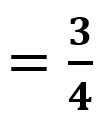 = 3/4